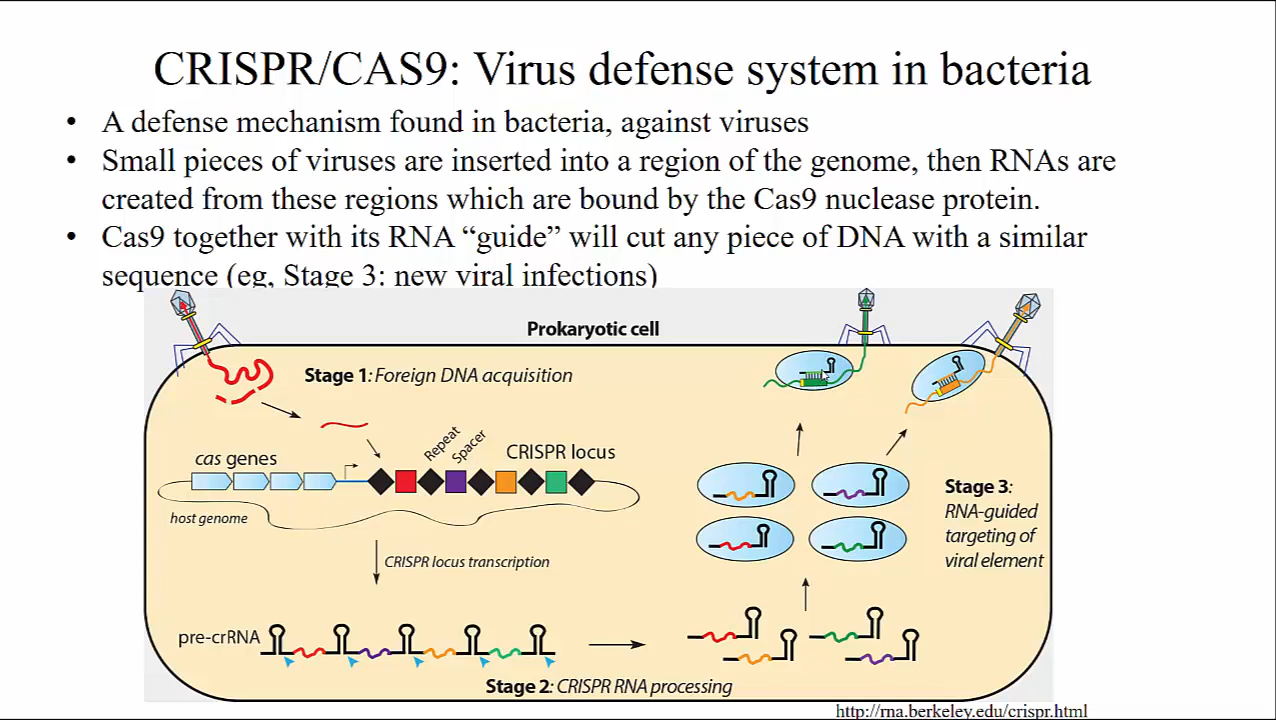 CRISPR/CAS9: Virus defense system in bacteria
• A defense mechanism found in bacteria, against viruses
• Small pieces of viruses are inserted into a region of the genome, then RNAs are
created from these regions which are bound by the Cas9 nuclease protein.
• Cas9 together with its RNA “guide” will cut any piece of DNA with a similar
sequence (eg, Stage 3: new viral infections)
Prokaryotic cell
Stage 1: Foreign DNA acquisition
Repeat
Spacer
CRISPR locus
cas genes
host genome
CRISPR locus transcription
pre-crRNA
Stage 2: CRISPR RNA processing
Stage 3:
RNA-guided
targeting of
viral element
http://rna.berkeley.edu/crispr.html